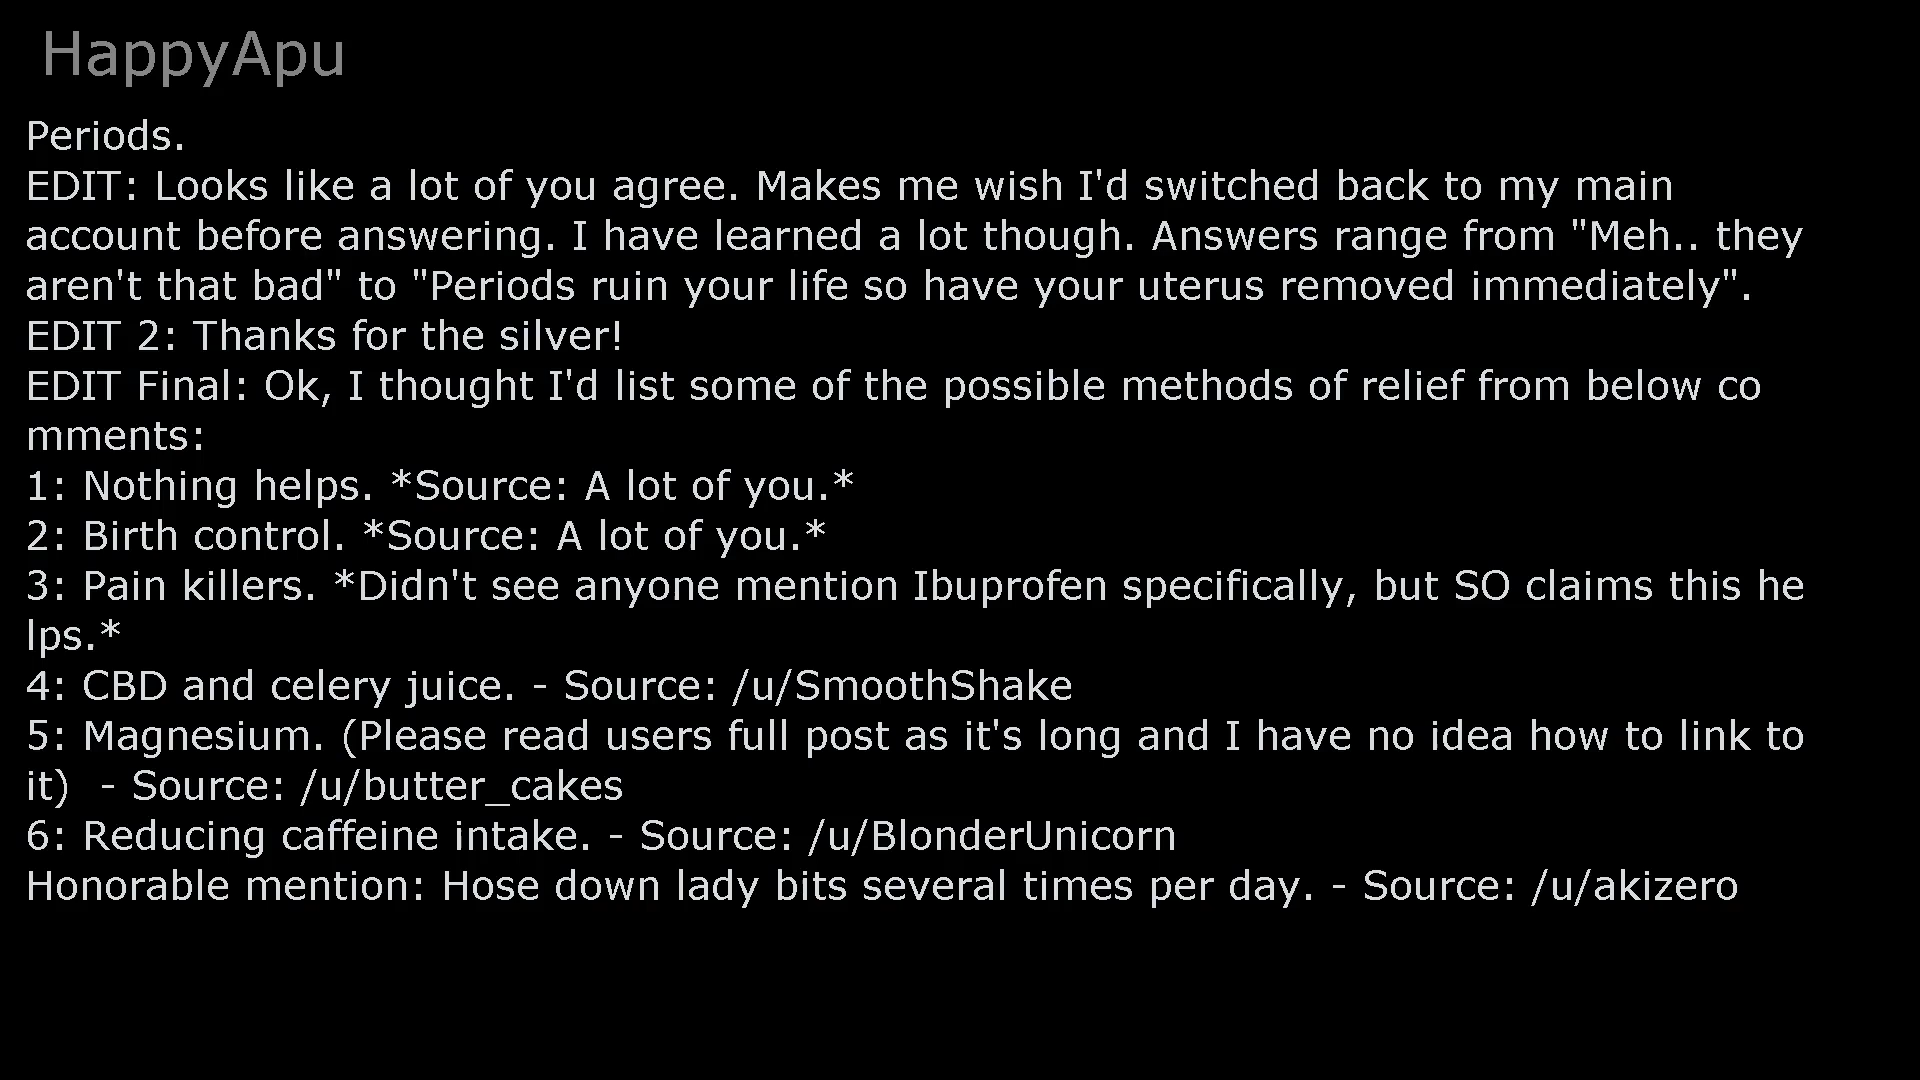 HappyApu
Periods.
EDIT: Looks like a lot of you agree. Makes me wish I'd switched back to my main
account before answering. I have learned a lot though. Answers range from "Meh.. they
aren't that bad" to "Periods ruin your life so have your uterus removed immediately".
EDIT 2: Thanks for the silver!
EDIT Final: Ok, I thought I'd list some of the possible methods of relief from below co
mments:
1: Nothing helps. *Source: A lot of you.*
2: Birth control. *Source: A lot of you.*
3: Pain killers. *Didn't see anyone mention Ibuprofen specifically, but SO claims this he
lps.*
4: CBD and celery juice. - Source: /u/SmoothShake
5: Magnesium. (Please read users full post as it's long and I have no idea how to link to
it)  - Source: /u/butter_cakes
6: Reducing caffeine intake. - Source: /u/BlonderUnicorn
Honorable mention: Hose down lady bits several times per day. - Source: /u/akizero